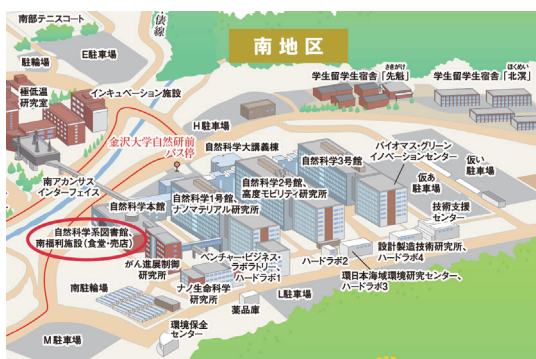 南地区
南部テニスコート
俵線
E駐車場
駐輪場
極低温
研究室
インキュベーション施設
金沢大学自然研前
バス停
H駐車場
学生留学生宿舎「先魁」
さきがけ
学生留学生宿舎「北溟」
ほくめい
自然科学大講義棟
自然科学3号館
バイオマス・グリーン
イノベーションセンター
仮い
駐車場
仮あ
駐車場
南アカンサス
インターフェイス
自然科学2号館、
高度モビリティ研究所
自然科学1号館、
ナノマテリアル研究所
自然科学本館
技術支援
センター
自然科学系図書館、
南福利施設(食堂・売店)
がん進展制御
研究所
ベンチャー・ビジネス・
ラボラトリー、
ハードラボ1
ハードラボ2
設計製造技術研究所、
ハードラボ4
環日本海域環境研究センター、
ハードラボ3
南駐輪場
ナノ生命科学
研究所
L駐車場
薬品庫
環境保全
センター
M駐車場